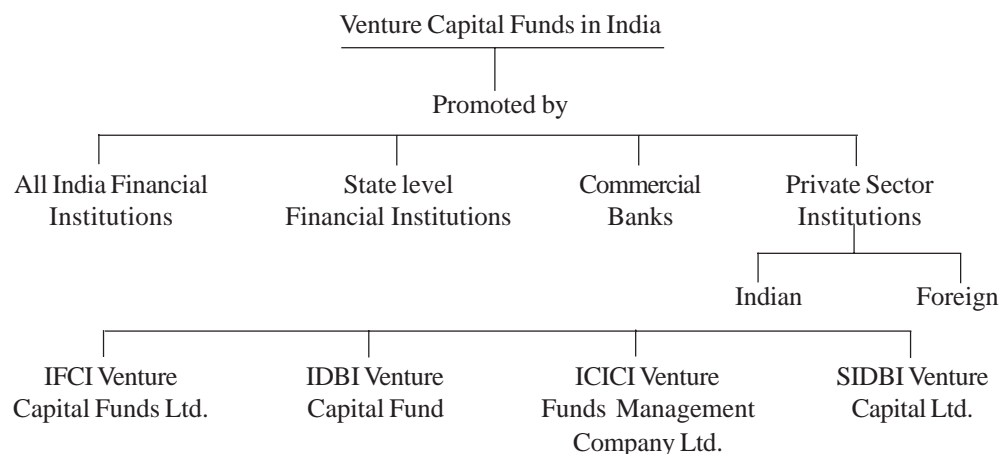 Venture Capital Funds in India
Promoted by
All India Financial Institutions
State level Financial Institutions
Commercial Banks
Private Sector Institutions
Indian
Foreign
IFCI Venture Capital Funds Ltd.
IDBI Venture Capital Fund
ICICI Venture Funds Management Company Ltd.
SIDBI Venture Capital Ltd.